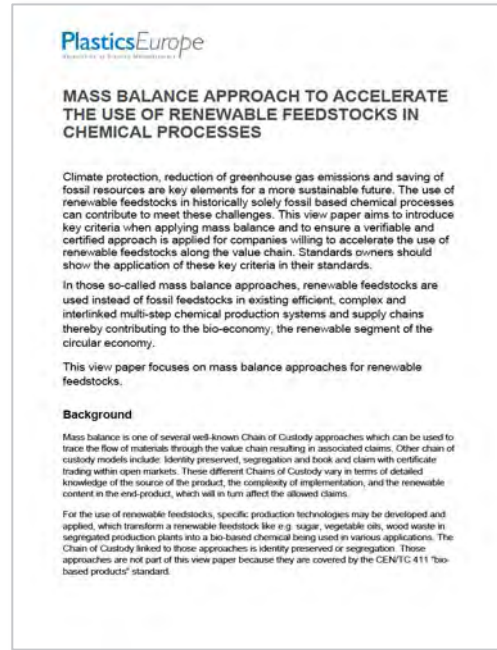 PlasticsEurope
MASS BALANCE APPROACH TO ACCELERATE
THE USE OF RENEWABLE FEEDSTOCKS IN
CHEMICAL PROCESSES
Climate protection, reduction of greenhouse gas emissions and saving of
fossil resources are key elements for a more sustainable future. The use of
renewable feedstocks in historically solely fossil based chemical processes
can contribute to meet these challenges. This view paper aims to introduce
key criteria when applying mass balance and to ensure a verifiable and
certified approach is applied for companies willing to accelerate the use of
renewable feedstocks along the value chain. Standards owners should
show the application of these key criteria in their standards.
In those so-called mass balance approaches, renewable feedstocks are
used instead of fossil feedstocks in existing efficient, complex and
interlinked multi-step chemical production systems and supply chains
thereby contributing to the bio-economy, the renewable segment of the
circular economy.
This view paper focuses on mass balance approaches for renewable
feedstocks.
Background
Mass balance is one of several well-known Chain of Custody approaches which can be used to
trace the flow of materials through the value chain resulting in associated claims. Other chain of
custody models include: Identity preserved, segregation and book and claim with certificate
trading within open markets. These different Chains of Custody vary in terms of detailed
knowledge of the source of the product, the complexity of implementation, and the renewable
content in the end-product, which will in turn affect the allowed claims.
For the use of renewable feedstocks, specific production technologies may be developed and
applied, which transform a renewable feedstock like e.g. sugar, vegetable oils, wood waste in
segregated production plants into a bio-based chemical being used in various applications. The
Chain of Custody linked to those approaches is identity preserved or segregation. Those
approaches are not part of this view paper because they are covered by the CEN/TC 411 "bio-
based products" standard.